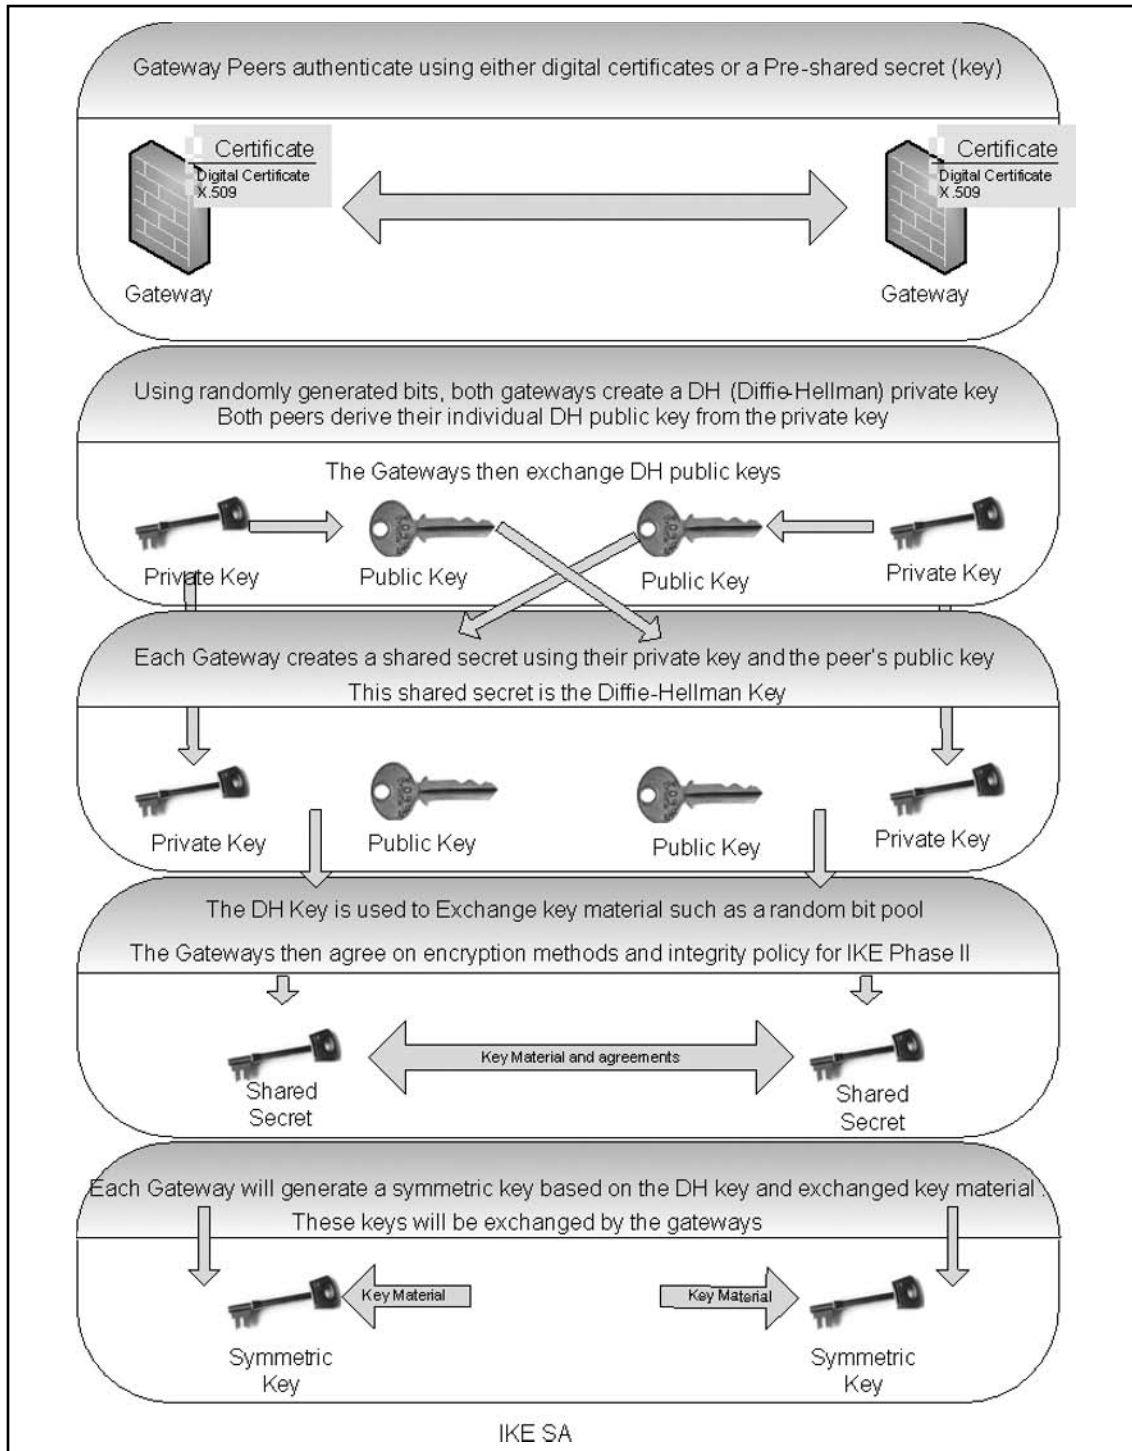 Gateway Peers authenticate using either digital certificates or a Pre-shared secret (key)
Certificate
Digital Certificate
X.509
Certificate
Digital Certificate
X.509
Gateway
Gateway
Using randomly generated bits, both gateways create a DH (Diffie-Hellman) private key
Both peers derive their individual DH public key from the private key
The Gateways then exchange DH public keys
Private Key
Public Key
Public Key
Private Key
Each Gateway creates a shared secret using their private key and the peer's public key
This shared secret is the Diffie-Hellman Key
Private Key
Public Key
Public Key
Private Key
The DH Key is used to Exchange key material such as a random bit pool
The Gateways then agree on encryption methods and integrity policy for IKE Phase II
Key Material and agreements
Shared
Secret
Shared
Secret
Each Gateway will generate a symmetric key based on the DH key and exchanged key material .
These keys will be exchanged by the gateways
Key Material
Key Material
Symmetric
Key
Symmetric
Key
IKE SA